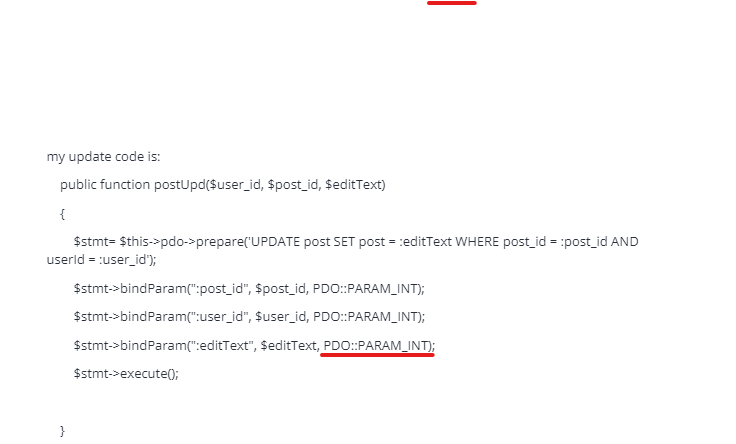 my update code is:
public function postUpd($user_id, $post_id, $editText)
{
$stmt= $this->pdo->prepare('UPDATE post SET post = :editText WHERE post_id = :post_id AND
userId = :user_id');
$stmt->bindParam(":post_id", $post_id, PDO::PARAM_INT);
$stmt->bindParam(":user_id", $user_id, PDO::PARAM_INT);
$stmt->bindParam(":editText", $editText, PDO::PARAM_INT);
$stmt->execute();
}